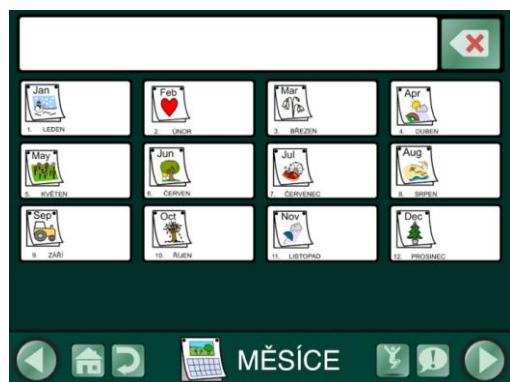 Jan
1. LEDEN
Feb
2. ÚNOR
Mar
3. BŘEZEN
Apr
4. DUBEN
May
5. KVĚTEN
Jun
6. ČERVEN
Jul
7. ČERVENEC
Aug
8. SRPEN
Sep
9. ZÁŘÍ
Oct
10. ŘÍJEN
Nov
11. LISTOPAD
Dec
12. PROSINEC
MĚSÍCE